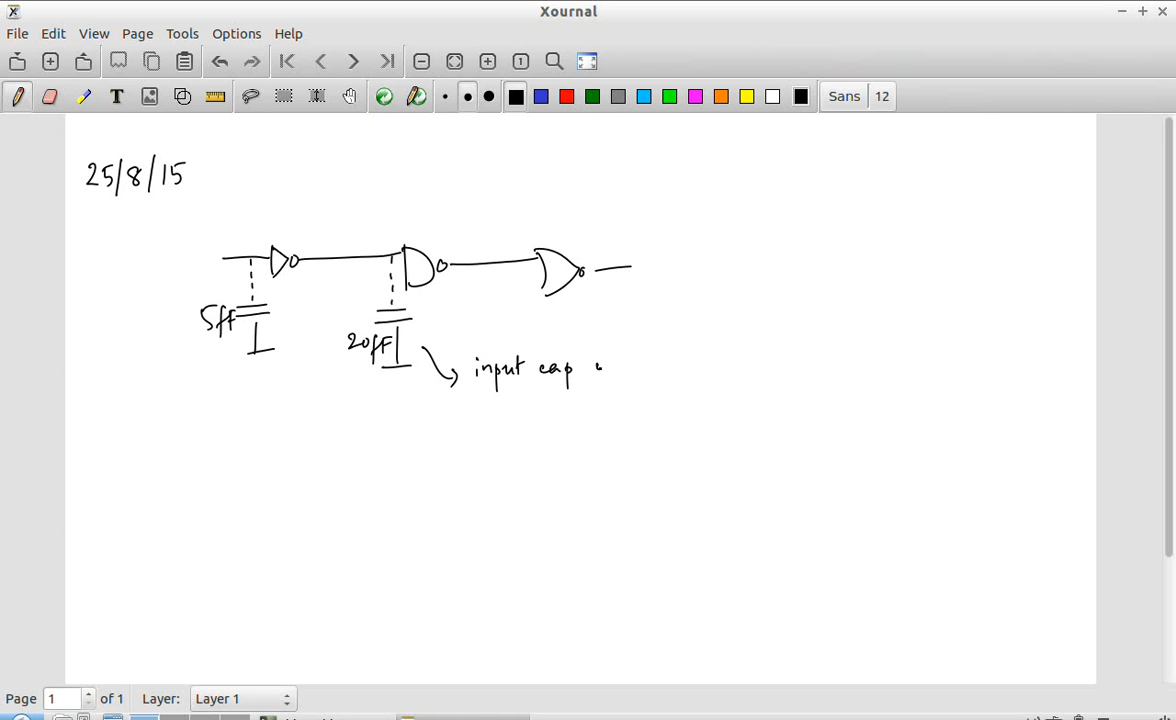 Xournal
File Edit View Page Tools Options Help
Sans 12
25/8/15
5fF
20fF
input cap
Page 1 of 1 Layer: Layer 1